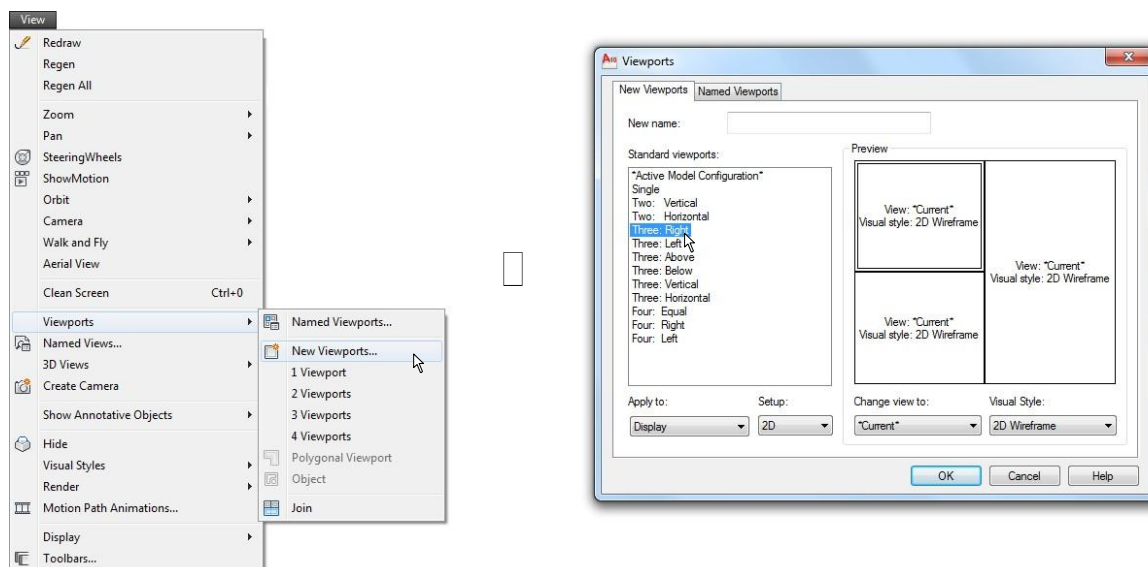 View
Redraw
Regen
Regen All
Zoom
Pan
SteeringWheels
ShowMotion
Orbit
Camera
Walk and Fly
Aerial View
Clean Screen Ctrl+0
Viewports
Named Views...
3D Views
Create Camera
Show Annotative Objects
Hide
Visual Styles
Render
Motion Path Animations...
Display
Toolbars...
Named Viewports...
New Viewports...
1 Viewport
2 Viewports
3 Viewports
4 Viewports
Polygonal Viewport
Object
Join
Viewports
New Viewports Named Viewports
New name:
Standard viewports:
*Active Model Configuration*
Single
Two: Vertical
Two: Horizontal
Three: Right
Three: Left
Three: Above
Three: Below
Three: Vertical
Three: Horizontal
Four: Equal
Four: Right
Four: Left
Apply to: Setup:
Display 2D
Preview
View: *Current*
Visual style: 2D Wireframe
View: *Current*
Visual style: 2D Wireframe
View: *Current*
Visual style: 2D Wireframe
Change view to: Visual Style:
*Current* 2D Wireframe
OK Cancel Help